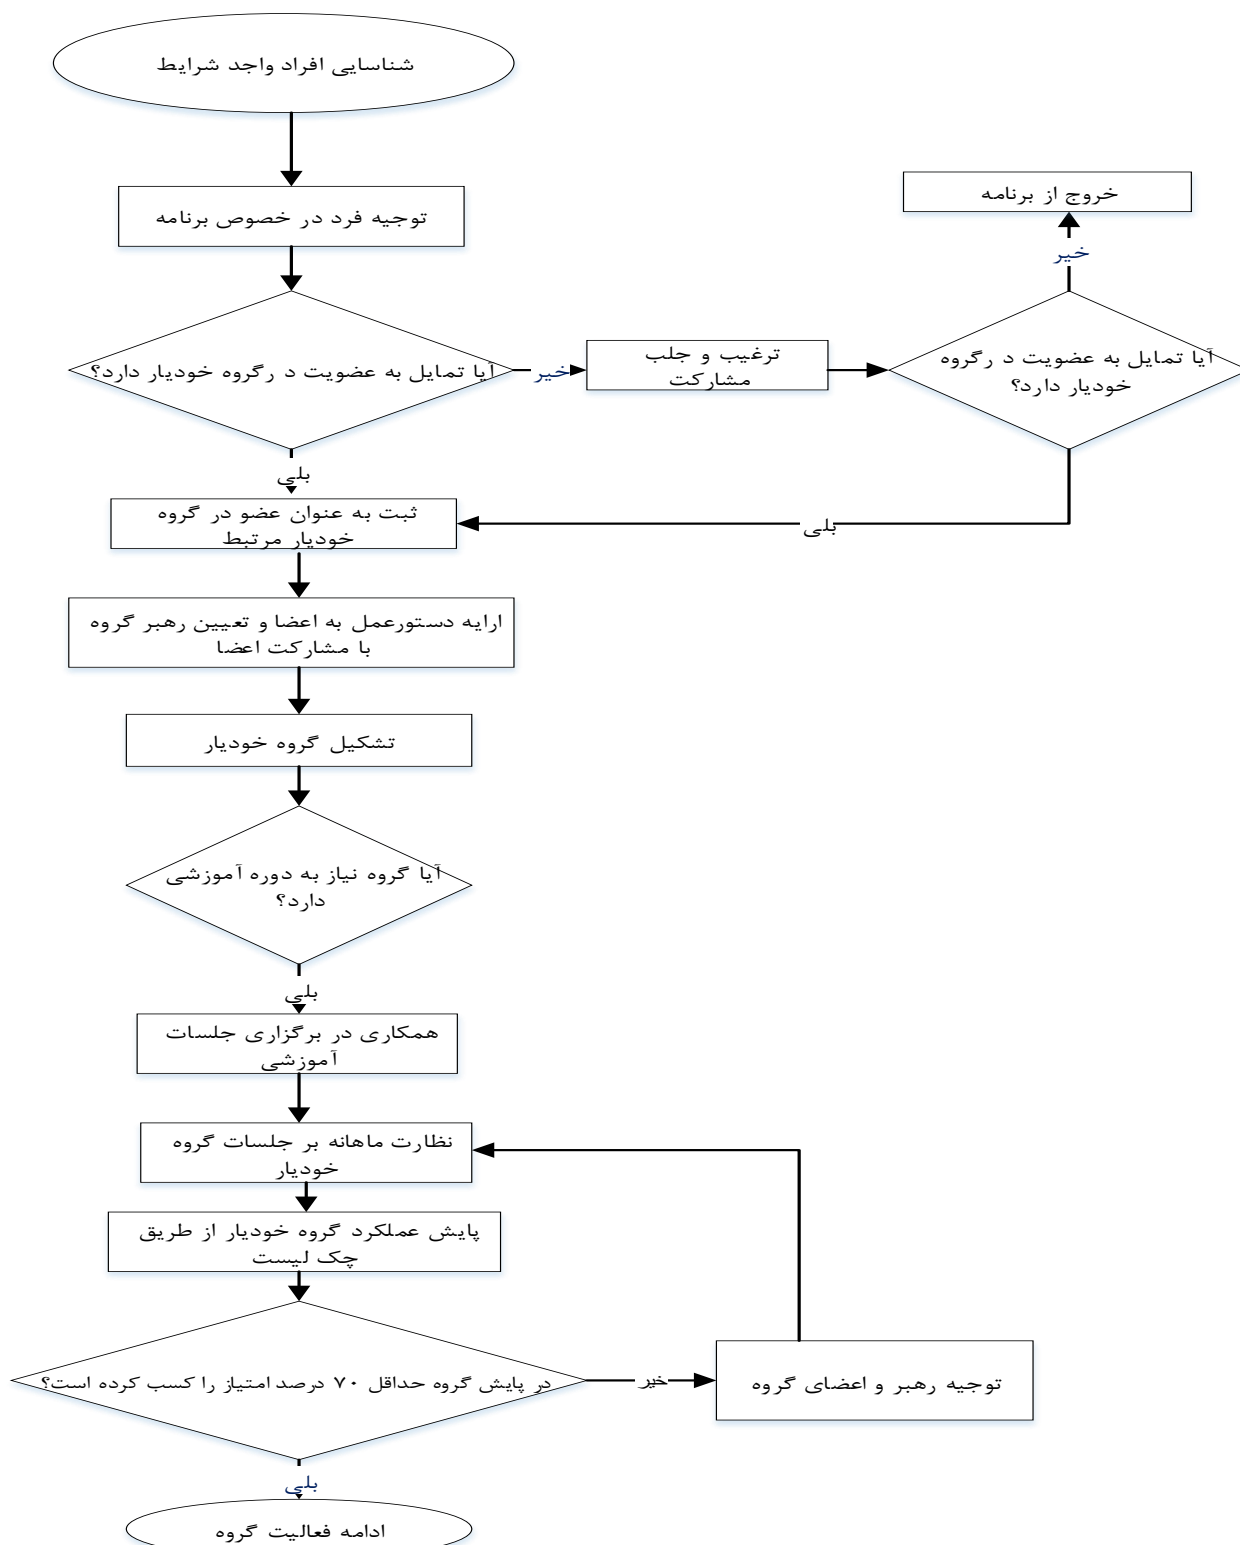 شناسایی افراد واجد شرایط
توجیه فرد در خصوص برنامه
خروج از برنامه
خیر
آیا تمایل به عضویت د رگروه خودیار دارد؟
خیر
ترغیب و جلب
مشارکت
آیا تمایل به عضویت د رگروه
خودیار دارد؟
بلی
ثبت به عنوان عضو در گروه
خودیار مرتبط
بلی
ارایه دستورعمل به اعضا و تعیین رهبر گروه
با مشارکت اعضا
تشکیل گروه خودیار
آیا گروه نیاز به دوره آموزشی
دارد؟
بلی
همکاری در برگزاری جلسات
آموزشی
نظارت ماهانه بر جلسات گروه
خودیار
پایش عملکرد گروه خودیار از طریق
چک لیست
در پایش گروه حداقل ۷۰ درصد امتیاز را کسب کرده است؟
خیر
توجیه رهبر و اعضای گروه
بلی
ادامه فعالیت گروه